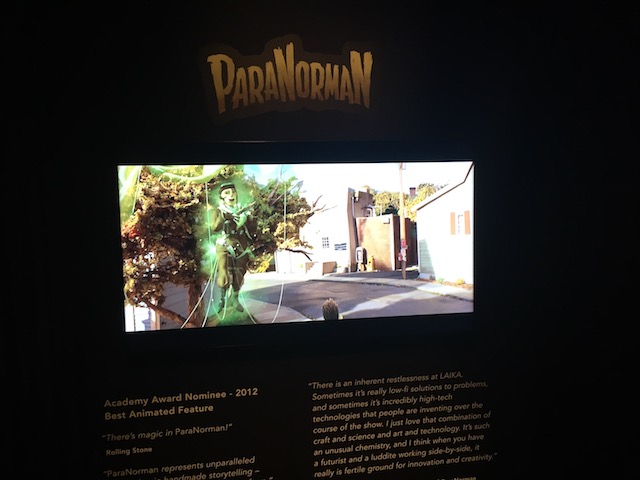 PARANORMAN
Academy Award Nominee - 2012
Best Animated Feature
"There's magic in ParaNorman!"
Rolling Stone
"ParaNorman represents unparalleled
handmade storytelling –
"There is an inherent restlessness at LAIKA.
Sometimes it's really low-fi solutions to problems,
and sometimes it's incredibly high-tech
technologies that people are inventing over the
course of the show. I just love that combination of
craft and science and art and technology. It's such
an unusual chemistry, and I think when you have
a futurist and a luddite working side-by-side, it
really is fertile ground for innovation and creativity."